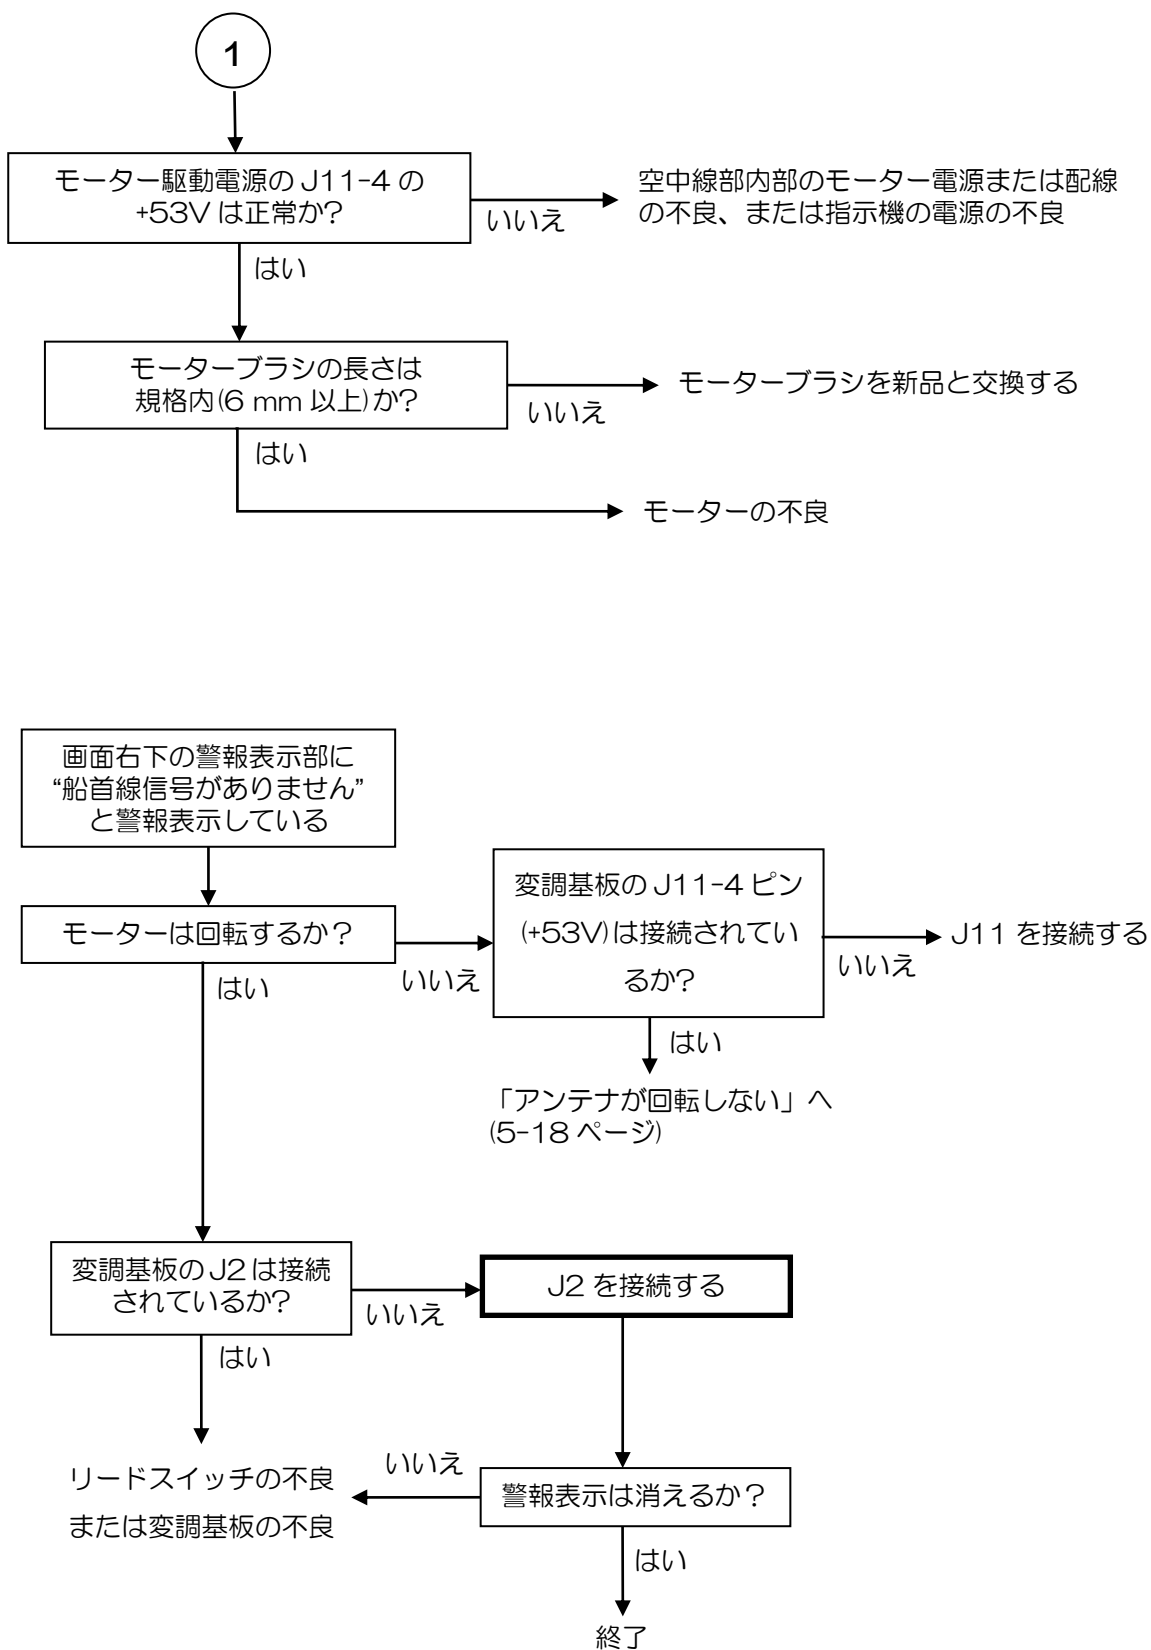 1
モーター駆動電源の J11-4 の
+53V は正常か?
いいえ
空中線部内部のモーター電源または配線
の不良、または指示機の電源の不良
はい
モーターブラシの長さは
規格内(6 mm 以上)か?
いいえ
モーターブラシを新品と交換する
はい
モーターの不良
画面右下の警報表示部に
“船首線信号がありません”
と警報表示している
モーターは回転するか？
いいえ
はい
変調基板の J11-4 ピン
(+53V)は接続されてい
るか?
いいえ
J11 を接続する
はい
「アンテナが回転しない」へ
(5-18 ページ)
変調基板の J2 は接続
されているか?
いいえ
J2 を接続する
はい
リードスイッチの不良
または変調基板の不良
いいえ
警報表示は消えるか？
はい
終了